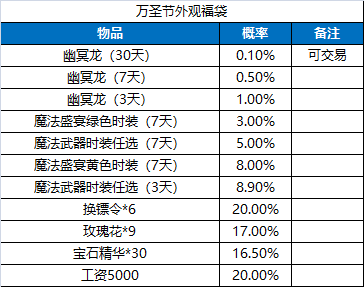 万圣节外观福袋
物品 概率 备注
幽冥龙（30天） 0.10% 可交易
幽冥龙（7天） 0.50%
幽冥龙（3天） 1.00%
魔法盛宴绿色时装（7天） 3.00%
魔法武器时装任选（7天） 5.00%
魔法盛宴黄色时装（7天） 8.00%
魔法武器时装任选（3天） 8.90%
换镖令*6 20.00%
玫瑰花*9 17.00%
宝石精华*30 16.50%
工资5000 20.00%